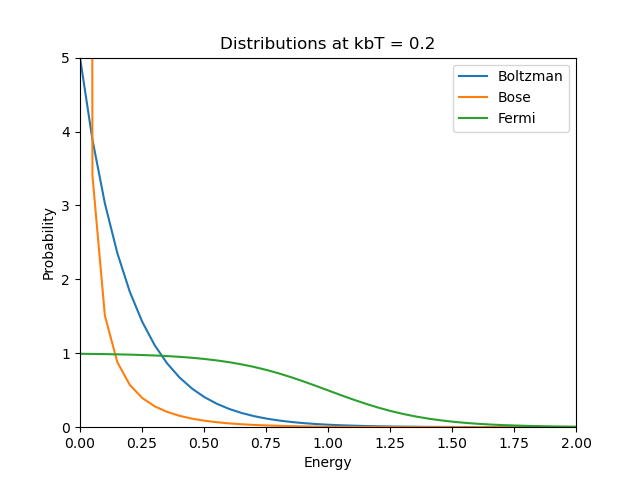 Distributions at kbT = 0.2
Boltzman
Bose
Fermi
Probability
5
4
3
2
1
0
0.00 0.25 0.50 0.75 1.00 1.25 1.50 1.75 2.00
Energy